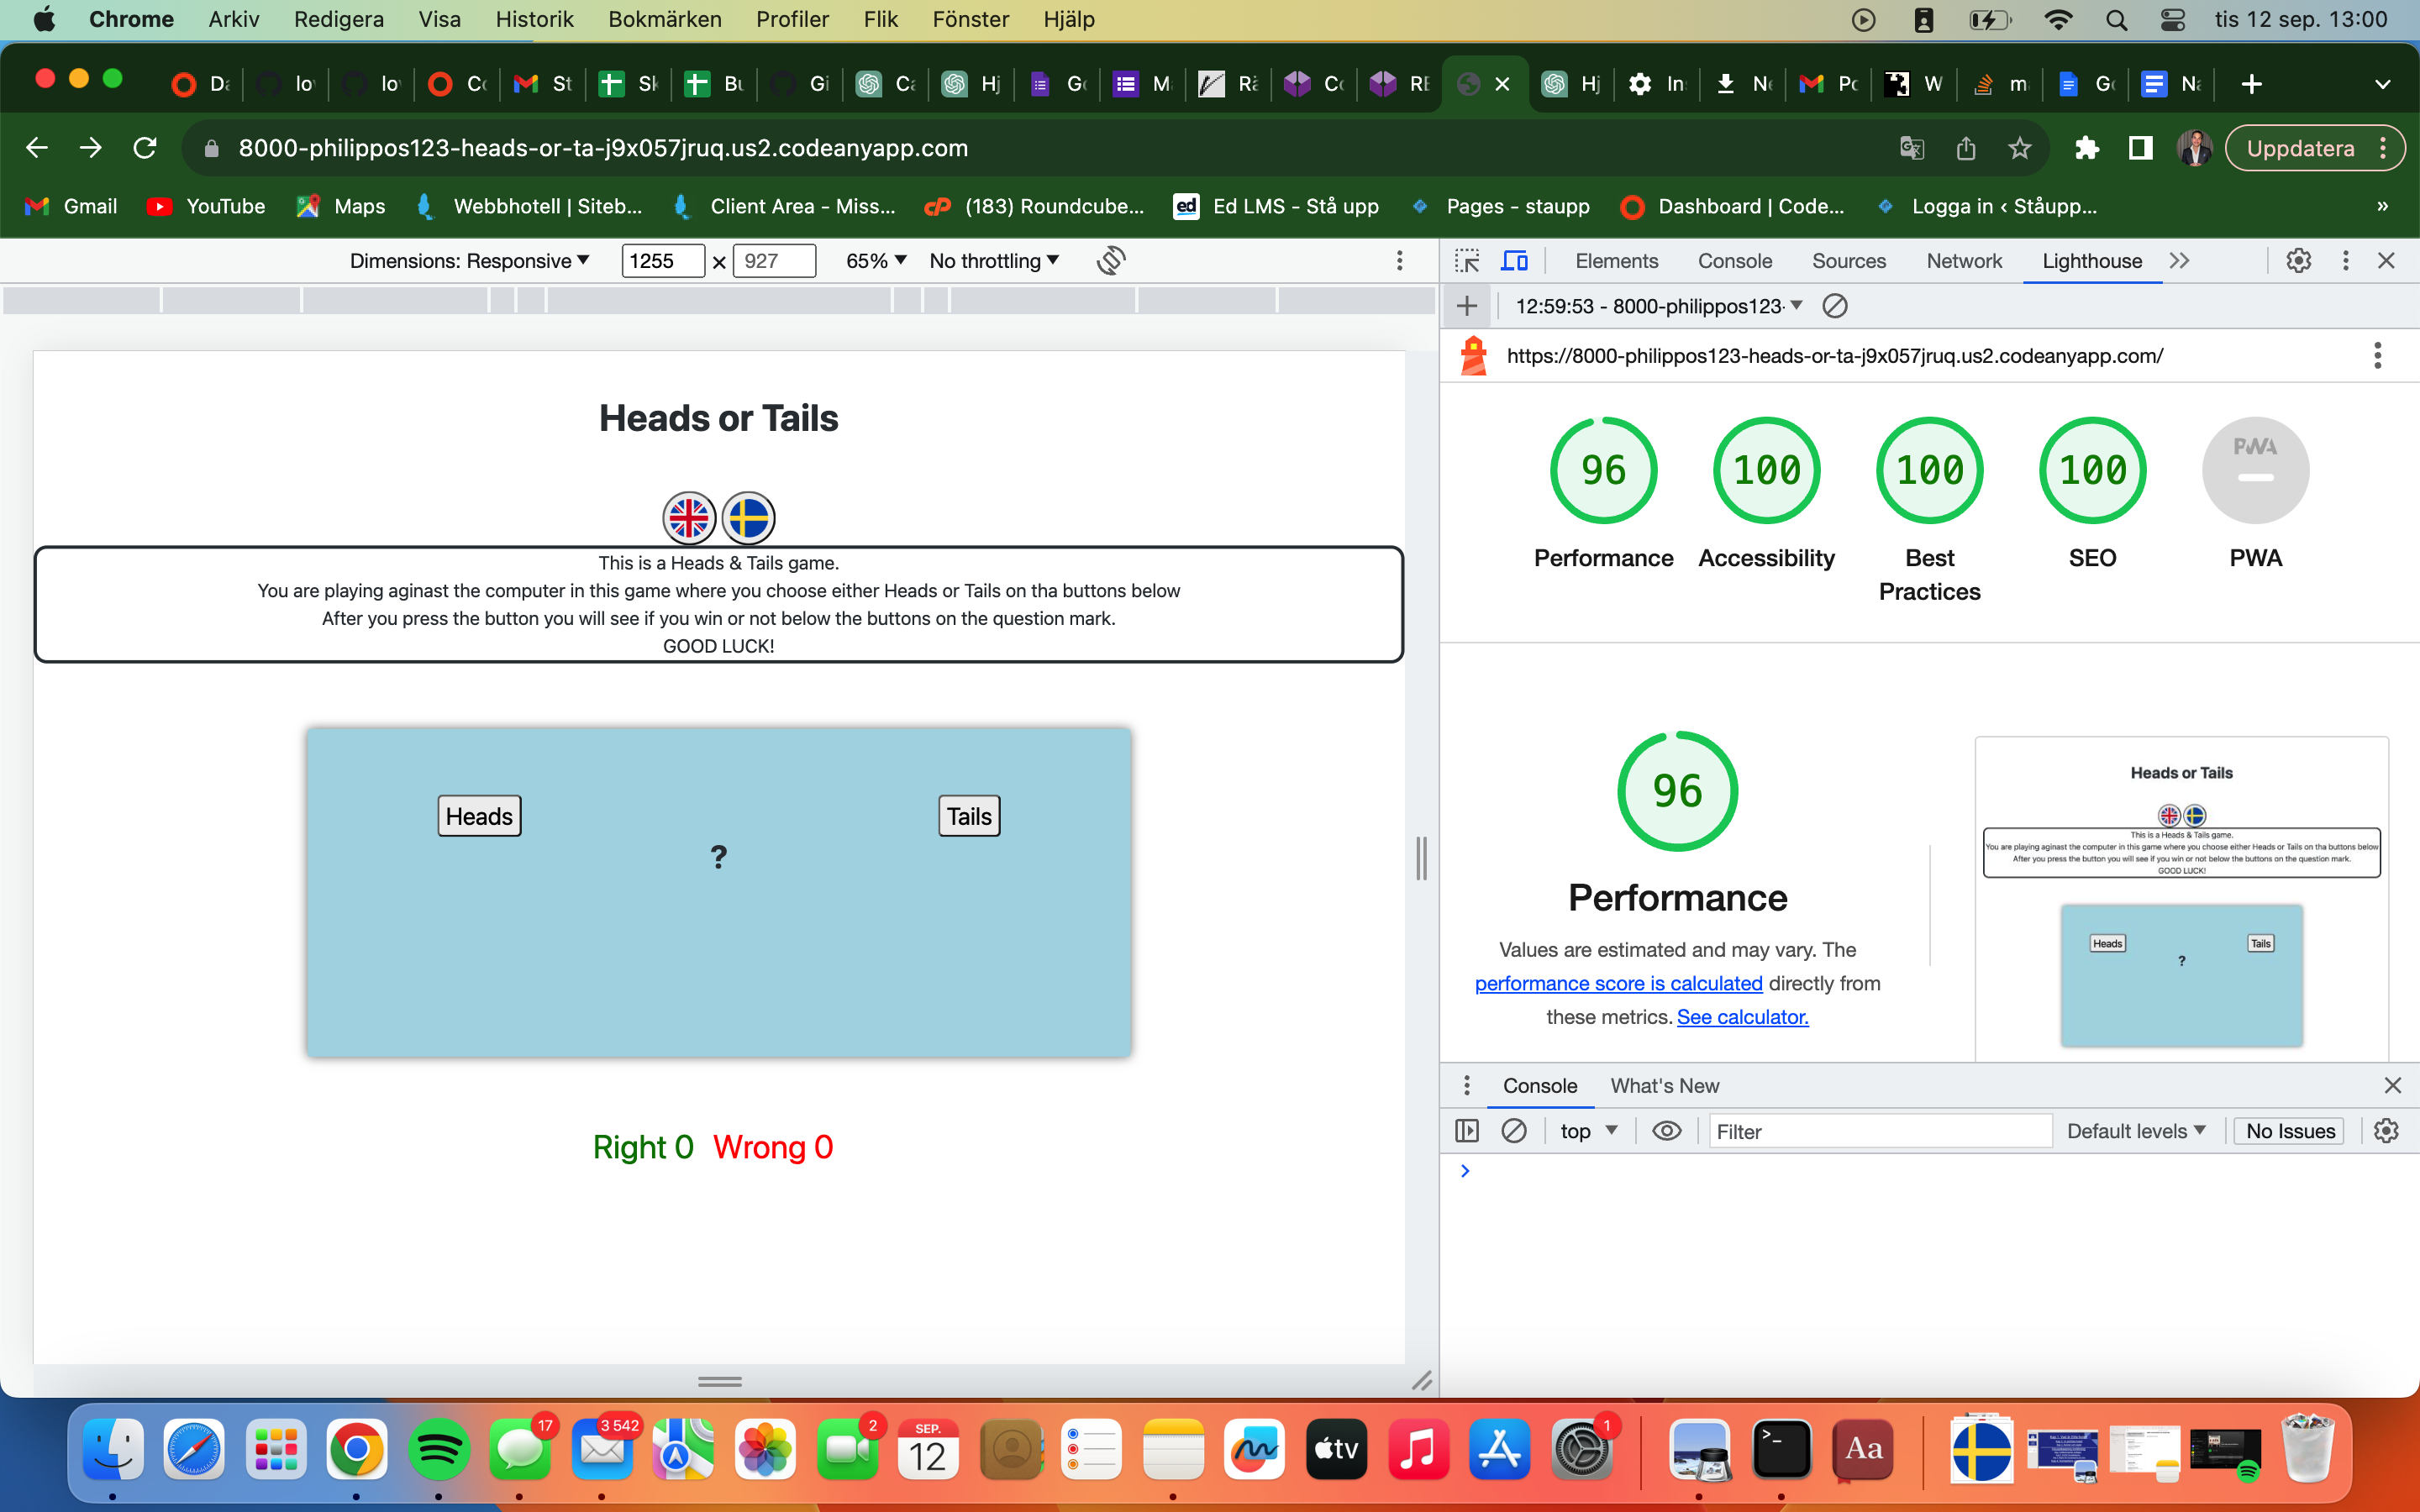 Chrome Arkiv Redigera Visa Historik Bokmärken Profiler Flik Fönster Hjälp tis 12 sep. 13:00
Da lo lo Co St Sk Bu Gi Ca Hj Go M Rä Co RE Hj In Ne Po W m Go Na
8000-philippos123-heads-or-ta-j9x057jruq.us2.codeanyapp.com Uppdatera
Gmail YouTube Maps Webbhotell | Siteb... Client Area - Miss... (183) Roundcube... Ed LMS - Stå upp Pages - staupp Dashboard | Code... Logga in ‹ Ståupp... »
Dimensions: Responsive 1255 × 927 65% No throttling
Elements Console Sources Network Lighthouse
12:59:53 - 8000-philippos123-
https://8000-philippos123-heads-or-ta-j9x057jruq.us2.codeanyapp.com/
Heads or Tails
This is a Heads & Tails game.
You are playing aginast the computer in this game where you choose either Heads or Tails on tha buttons below
After you press the button you will see if you win or not below the buttons on the question mark.
GOOD LUCK!
Heads Tails
?
Right 0 Wrong 0
96 100 100 100 PWA
Performance Accessibility Best Practices SEO PWA
96
Performance
Values are estimated and may vary. The
performance score is calculated directly from
these metrics. See calculator.
Heads or Tails
This is a Heads & Tails game.
You are playing aginast the computer in this game where you choose either Heads or Tails on tha buttons below
After you press the button you will see if you win or not below the buttons on the question mark.
GOOD LUCK!
Heads Tails
?
Console What's New
top Filter Default levels No Issues
17 3 542 2 SEP. 12 tv 1 >_ Aa